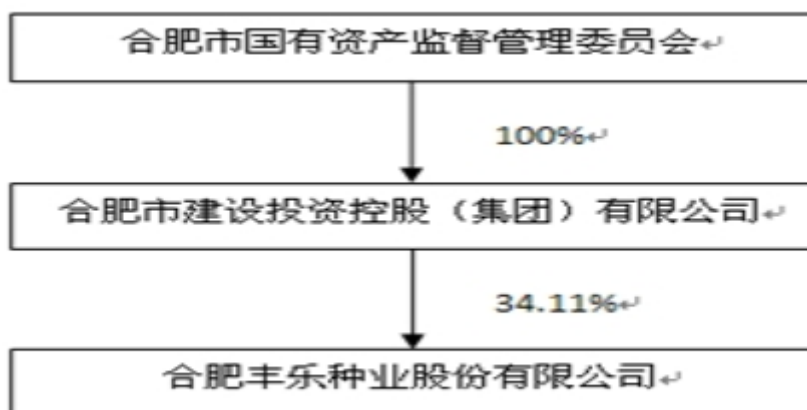 合肥市国有资产监督管理委员会
100%
合肥市建设投资控股（集团）有限公司
34.11%
合肥丰乐种业股份有限公司